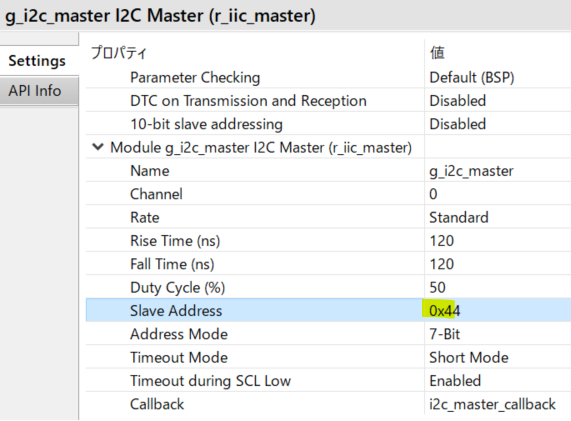 g_i2c_master I2C Master (r_iic_master)
Settings
API Info
プロパティ 値
Parameter Checking Default (BSP)
DTC on Transmission and Reception Disabled
10-bit slave addressing Disabled
Module g_i2c_master I2C Master (r_iic_master)
Name g_i2c_master
Channel 0
Rate Standard
Rise Time (ns) 120
Fall Time (ns) 120
Duty Cycle (%) 50
Slave Address 0x44
Address Mode 7-Bit
Timeout Mode Short Mode
Timeout during SCL Low Enabled
Callback i2c_master_callback